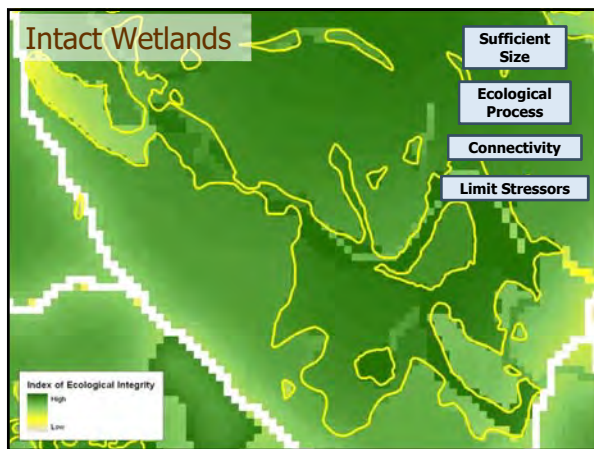 Intact Wetlands
Sufficient
Size
Ecological
Process
Connectivity
Limit Stressors
Index of Ecological Integrity
High
Low